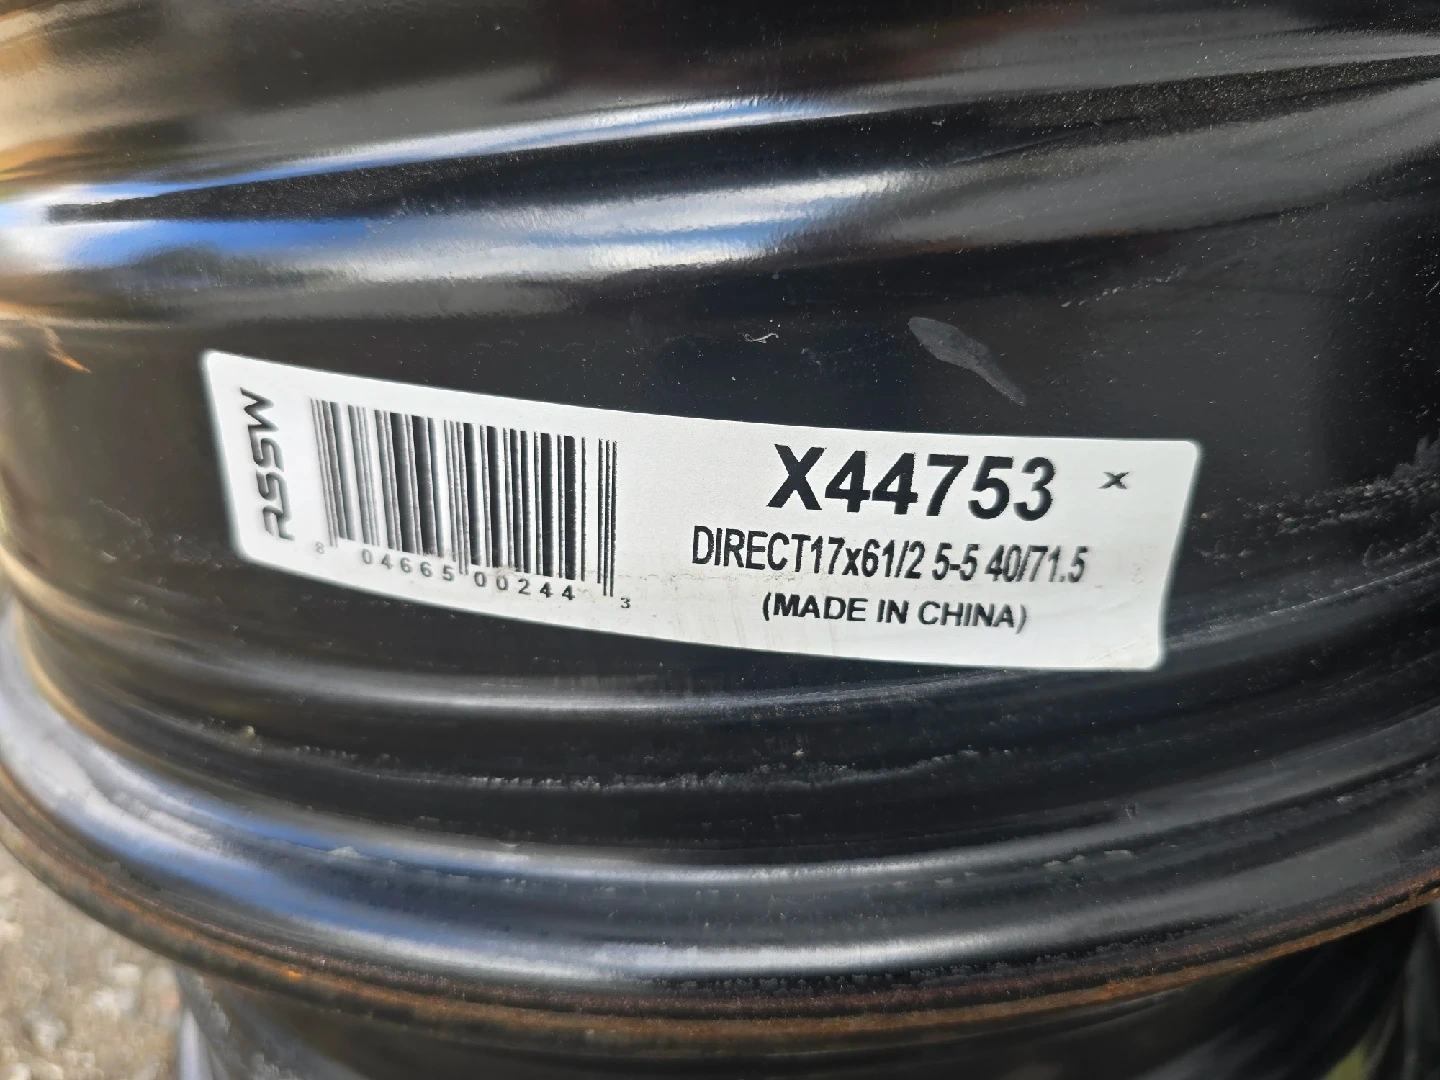 RSSW
8 04665 00244 3
X44753 x
DIRECT17x61/2 5-5 40/71.5
(MADE IN CHINA)